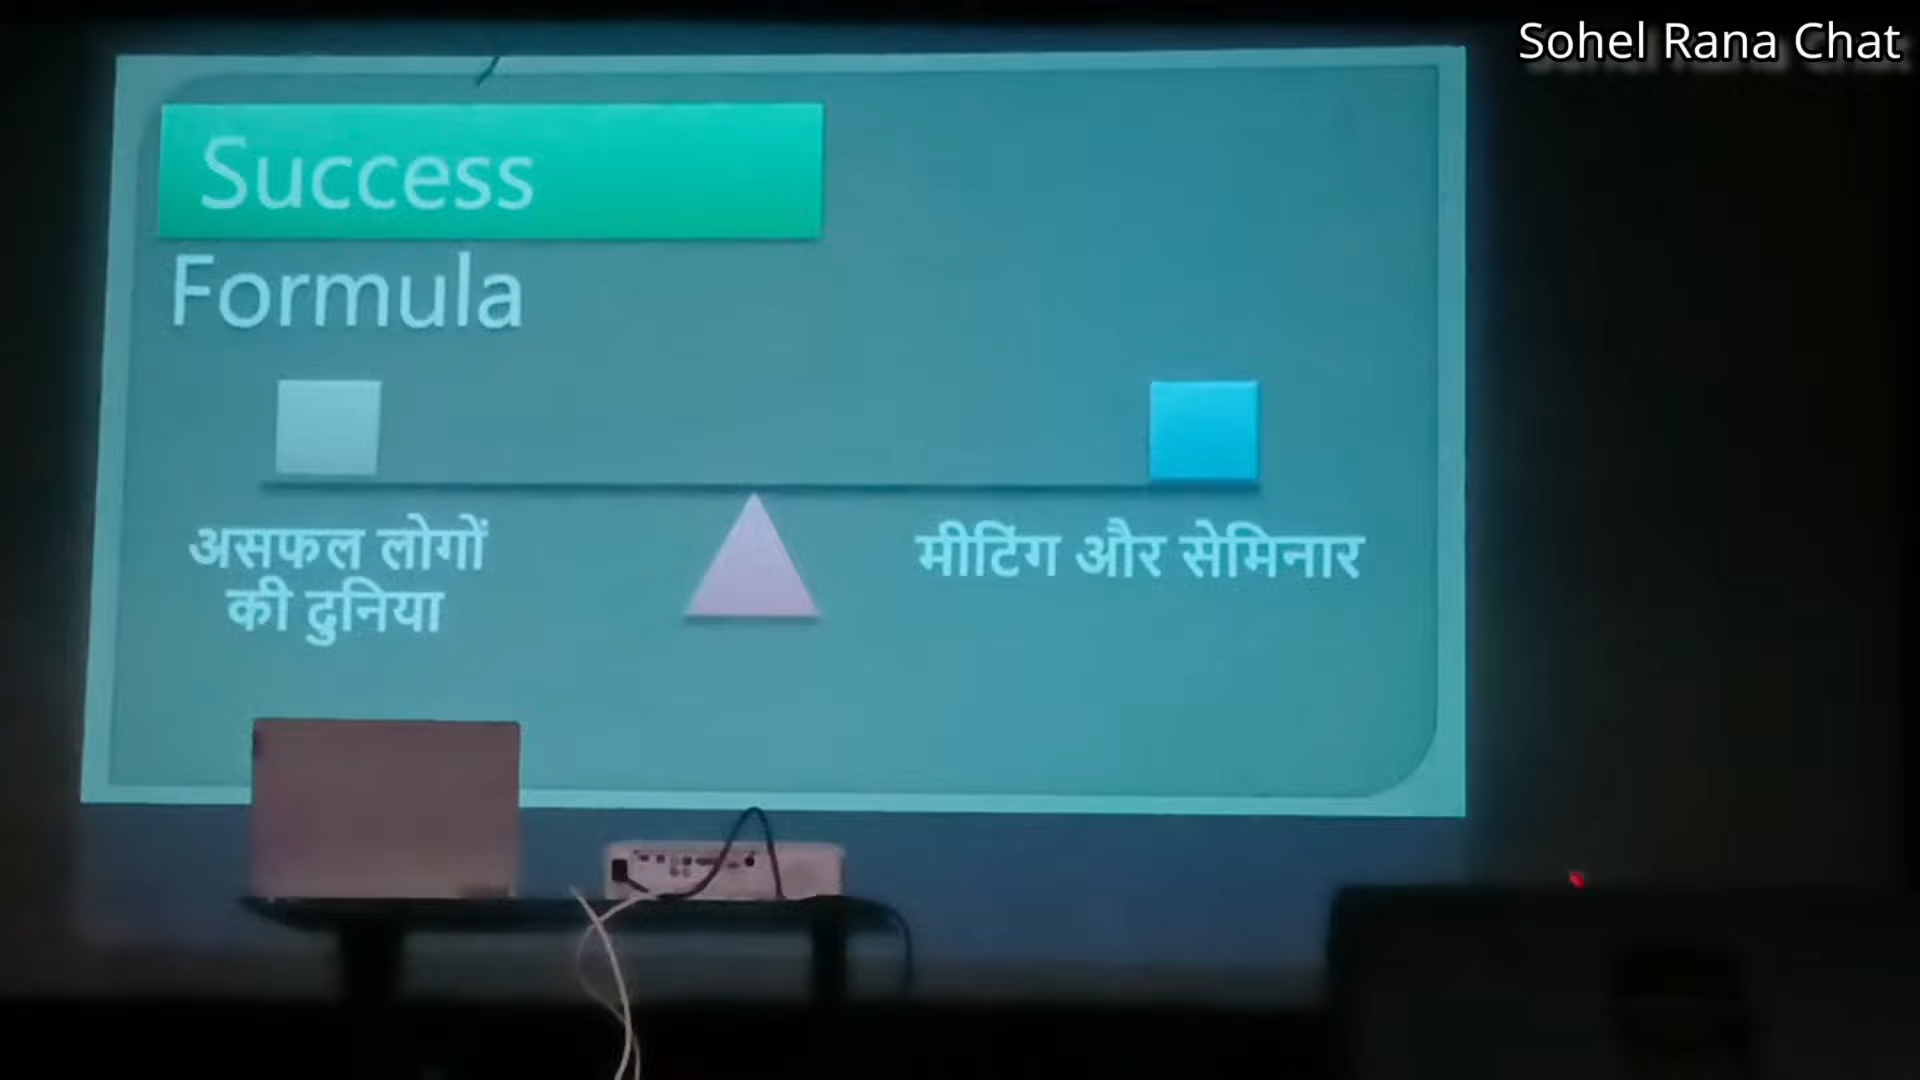 Sohel Rana Chat
Success
Formula
असफल लोगों
की दुनिया
मीटिंग और सेमिनार